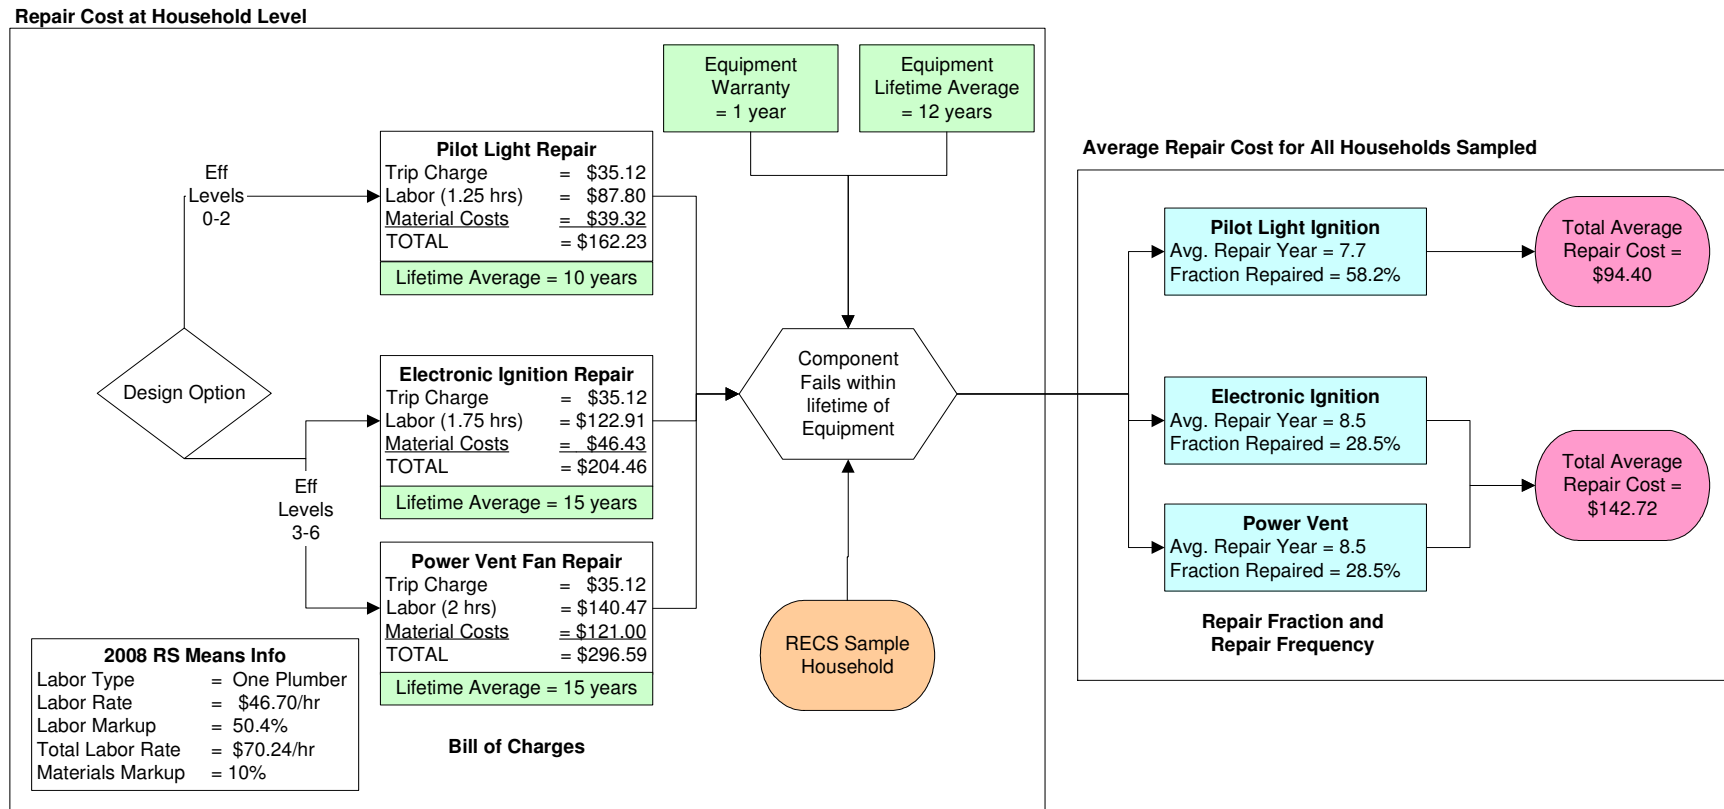 Repair Cost at Household Level
Equipment
Warranty
= 1 year
Equipment
Lifetime Average
= 12 years
Eff
Levels
0-2
Pilot Light Repair
Trip Charge = $35.12
Labor (1.25 hrs) = $87.80
Material Costs = $39.32
TOTAL = $162.23
Lifetime Average = 10 years
Design Option
Electronic Ignition Repair
Trip Charge = $35.12
Labor (1.75 hrs) = $122.91
Material Costs = $46.43
TOTAL = $204.46
Lifetime Average = 15 years
Eff
Levels
3-6
Power Vent Fan Repair
Trip Charge = $35.12
Labor (2 hrs) = $140.47
Material Costs = $121.00
TOTAL = $296.59
Lifetime Average = 15 years
Component
Fails within
lifetime of
Equipment
RECS Sample
Household
2008 RS Means Info
Labor Type = One Plumber
Labor Rate = $46.70/hr
Labor Markup = 50.4%
Total Labor Rate = $70.24/hr
Materials Markup = 10%
Bill of Charges
Average Repair Cost for All Households Sampled
Pilot Light Ignition
Avg. Repair Year = 7.7
Fraction Repaired = 58.2%
Total Average
Repair Cost =
$94.40
Electronic Ignition
Avg. Repair Year = 8.5
Fraction Repaired = 28.5%
Power Vent
Avg. Repair Year = 8.5
Fraction Repaired = 28.5%
Total Average
Repair Cost =
$142.72
Repair Fraction and
Repair Frequency